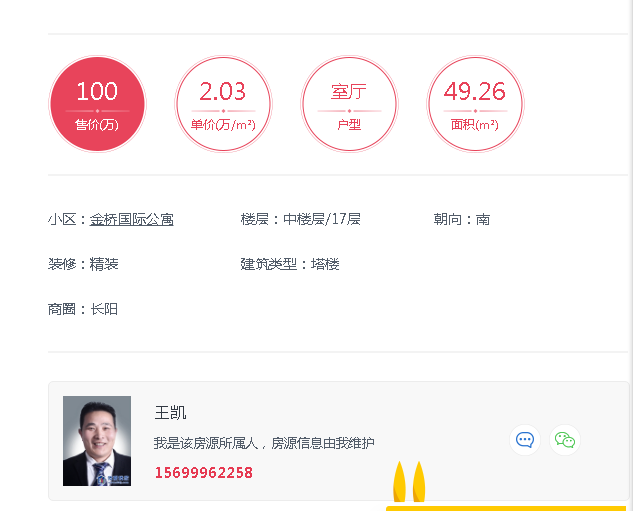 100
售价(万)
2.03
单价(万/m²)
室厅
户型
49.26
面积(m²)
小区：金桥国际公寓
楼层：中楼层/17层
朝向：南
装修：精装
建筑类型：塔楼
商圈：长阳
王凯
我是该房源所属人，房源信息由我维护
15699962258